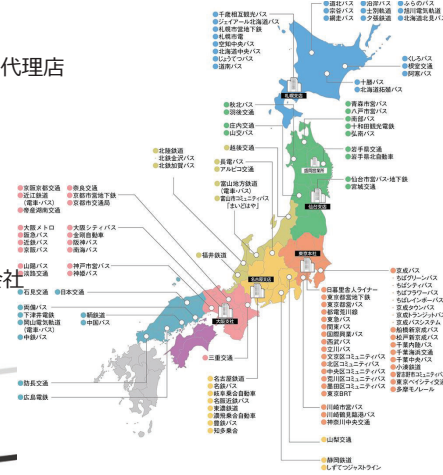 代理店
会社
千歳相互観光バス
ジェイアール北海道バス
札幌市営地下鉄
札幌市電
空知中央バス
北海道中央バス
じょうてつバス
道南バス
道北バス
宗谷バス
網走バス
沿岸バス
士別軌道
夕張鉄道
ふらのバス
旭川電気軌道
北海道北見バス
くしろバス
根室交通
阿寒バス
十勝バス
北海道拓殖バス
札幌支店
秋北バス
羽後交通
庄内交通
山交バス
青森市営バス
八戸市営バス
南部バス
十和田観光電鉄
弘南バス
岩手県交通
岩手県北自動車
盛岡営業所
仙台市営バス・地下鉄
宮城交通
仙台支店
越後交通
長電バス
アルピコ交通
北陸鉄道
北鉄金沢バス
北鉄加賀バス
富山地方鉄道
(電車・バス)
富山市コミュニティバス
「まいどはや」
福井鉄道
京阪京都交通
近江鉄道
(電車・バス)
帝産湖南交通
奈良交通
京都市営地下鉄
京都市交通局
大阪メトロ
阪急バス
近鉄バス
京阪バス
大阪シティバス
金剛自動車
阪神バス
南海バス
山陽バス
淡路交通
神戸市営バス
神姫バス
石見交通
日本交通
両備バス
下津井電鉄
岡山電気軌道
(電車・バス)
中鉄バス
鞆鉄道
中国バス
防長交通
広島電鉄
大阪支社
名古屋支店
東京本社
三重交通
名古屋鉄道
名鉄バス
岐阜乗合自動車
名阪近鉄バス
東濃鉄道
濃飛乗合自動車
豊鉄バス
知多乗合
日暮里舎人ライナー
東京都営地下鉄
東京都営バス
都電荒川線
東急バス
関東バス
国際興業バス
西武バス
立川バス
文京区コミュニティバス
北区コミュニティバス
中央区コミュニティバス
荒川区コミュニティバス
墨田区コミュニティバス
東京BRT
川崎市営バス
川崎鶴見臨港バス
神奈川中央交通
山梨交通
静岡鉄道
しずてつジャストライン
京成バス
ちばグリーンバス
ちばシティバス
ちばフラワーバス
ちばレインボーバス
京成タウンバス
京成トランジットバス
京成バスシステム
船橋新京成バス
松戸新京成バス
千葉内陸バス
千葉海浜交通
千葉中央バス
小湊鐵道
習志野市コミュニティバス
東京ベイシティ交通
多摩モノレール